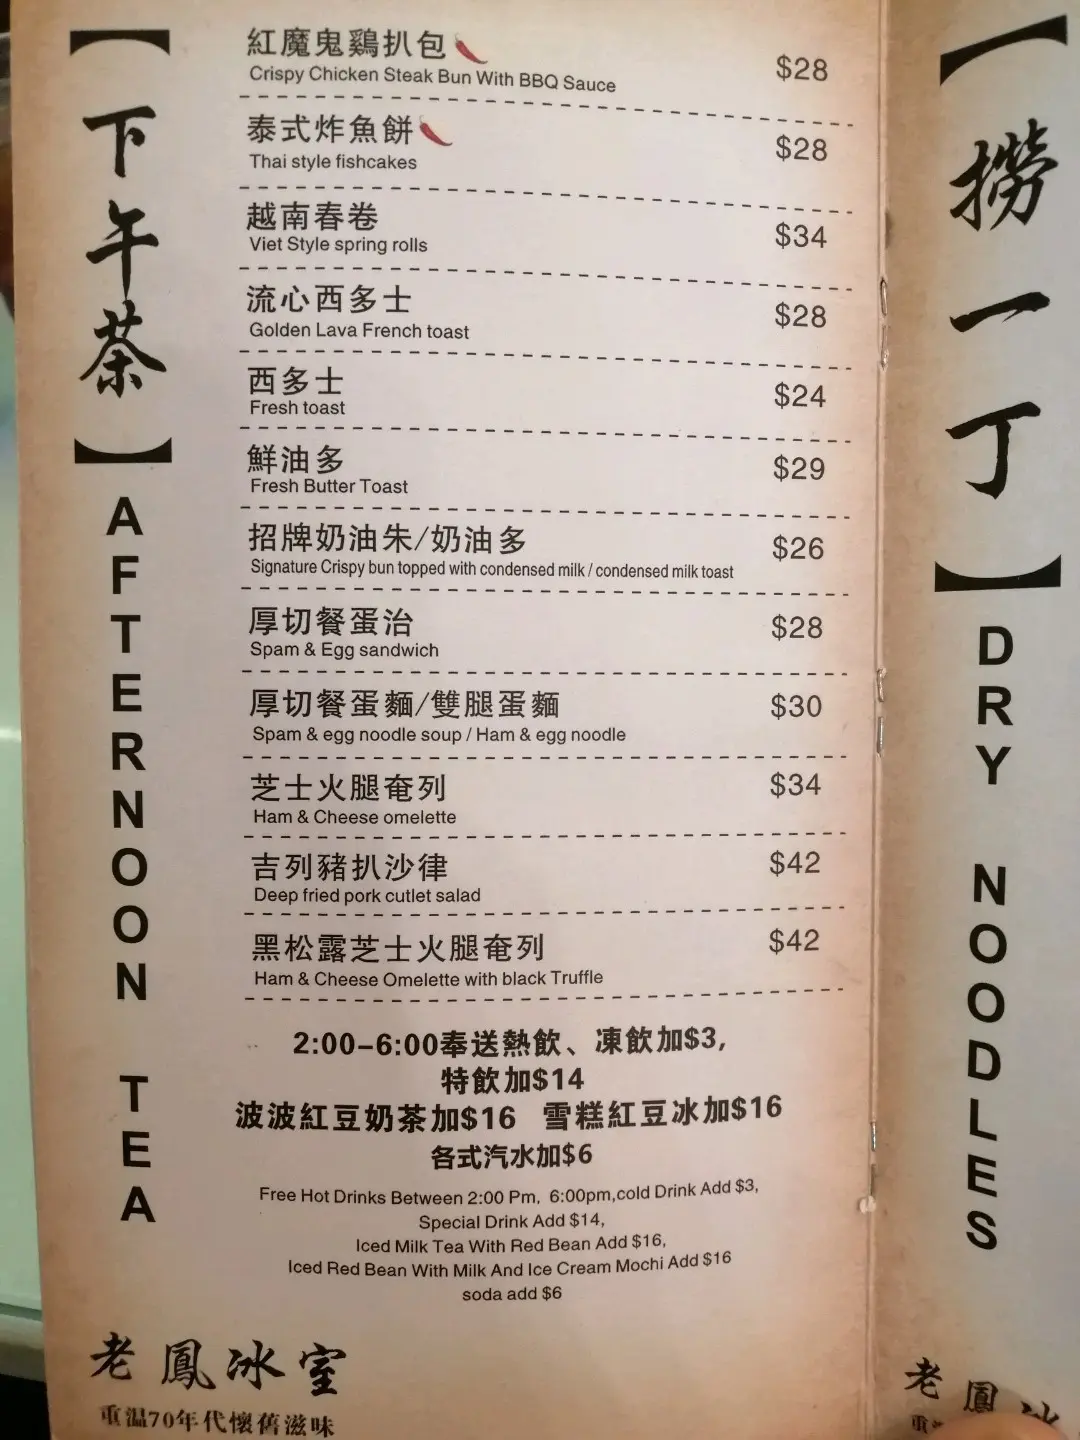 【下午茶】
AFTERNOON TEA
紅魔鬼鷄扒包
Crispy Chicken Steak Bun With BBQ Sauce
$28
泰式炸魚餅
Thai style fishcakes
$28
越南春卷
Viet Style spring rolls
$34
流心西多士
Golden Lava French toast
$28
西多士
Fresh toast
$24
鮮油多
Fresh Butter Toast
$29
招牌奶油朱/奶油多
Signature Crispy bun topped with condensed milk / condensed milk toast
$26
厚切餐蛋治
Spam & Egg sandwich
$28
厚切餐蛋麵/雙腿蛋麵
Spam & egg noodle soup / Ham & egg noodle
$30
芝士火腿奄列
Ham & Cheese omelette
$34
吉列豬扒沙律
Deep fried pork cutlet salad
$42
黑松露芝士火腿奄列
Ham & Cheese Omelette with black Truffle
$42
2:00–6:00奉送熱飲、凍飲加$3,
特飲加$14
波波紅豆奶茶加$16 雪糕紅豆冰加$16
各式汽水加$6
Free Hot Drinks Between 2:00 Pm, 6:00pm,cold Drink Add $3,
Special Drink Add $14,
Iced Milk Tea With Red Bean Add $16,
Iced Red Bean With Milk And Ice Cream Mochi Add $16
soda add $6
老鳳冰室
重温70年代懷舊滋味
【撈一丁】
DRY NOODLES
老鳳冰
重